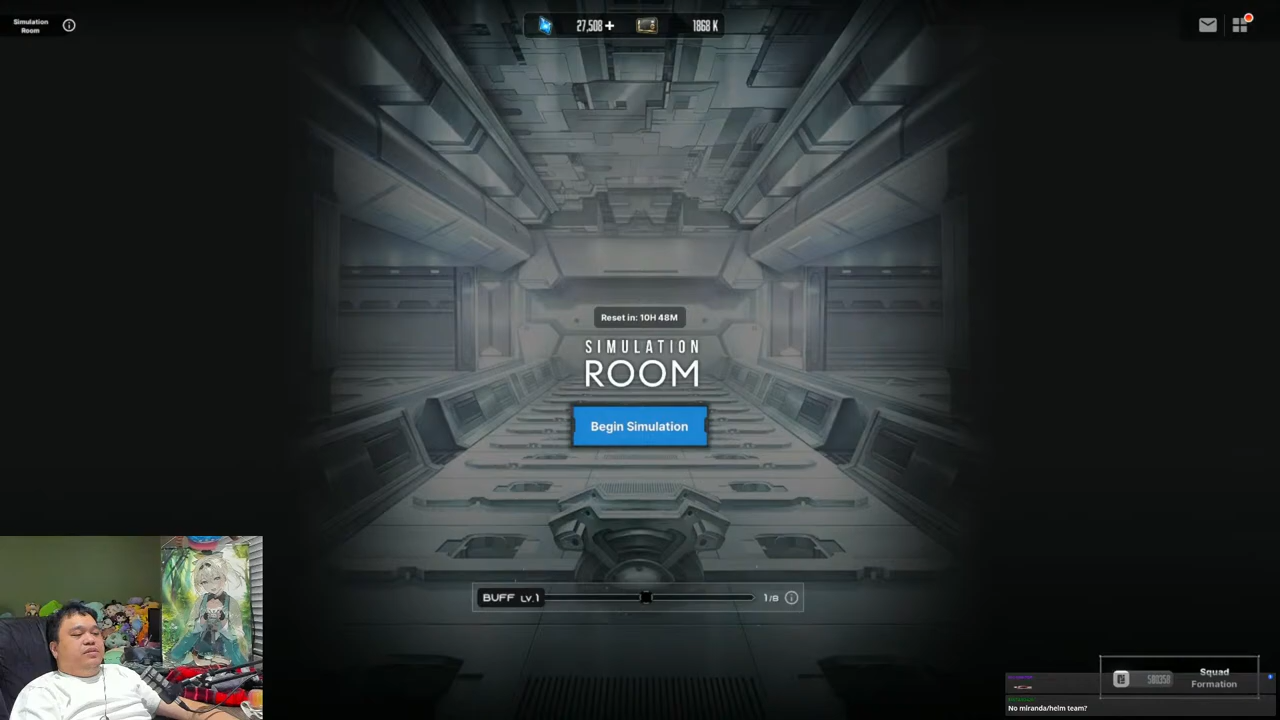 Simulation
Room
27,508 +
1868 K
Reset in: 10H 48M
SIMULATION
ROOM
Begin Simulation
BUFF LV.1
1/8
Squad
Formation
No miranda/helm team?